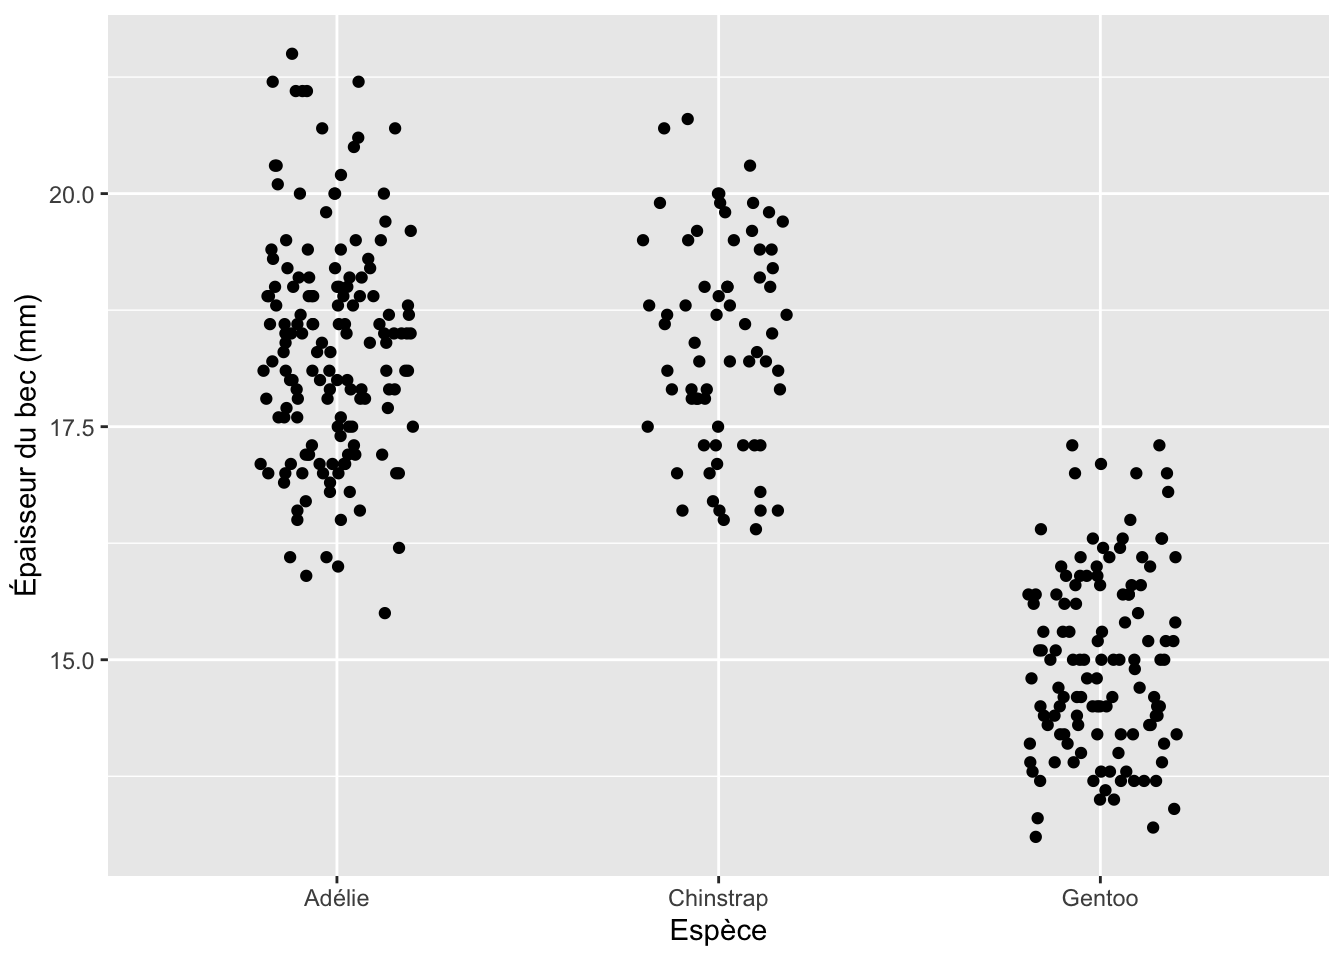 Épaisseur du bec (mm)
20.0
17.5
15.0
Adélie
Chinstrap
Gentoo
Espèce